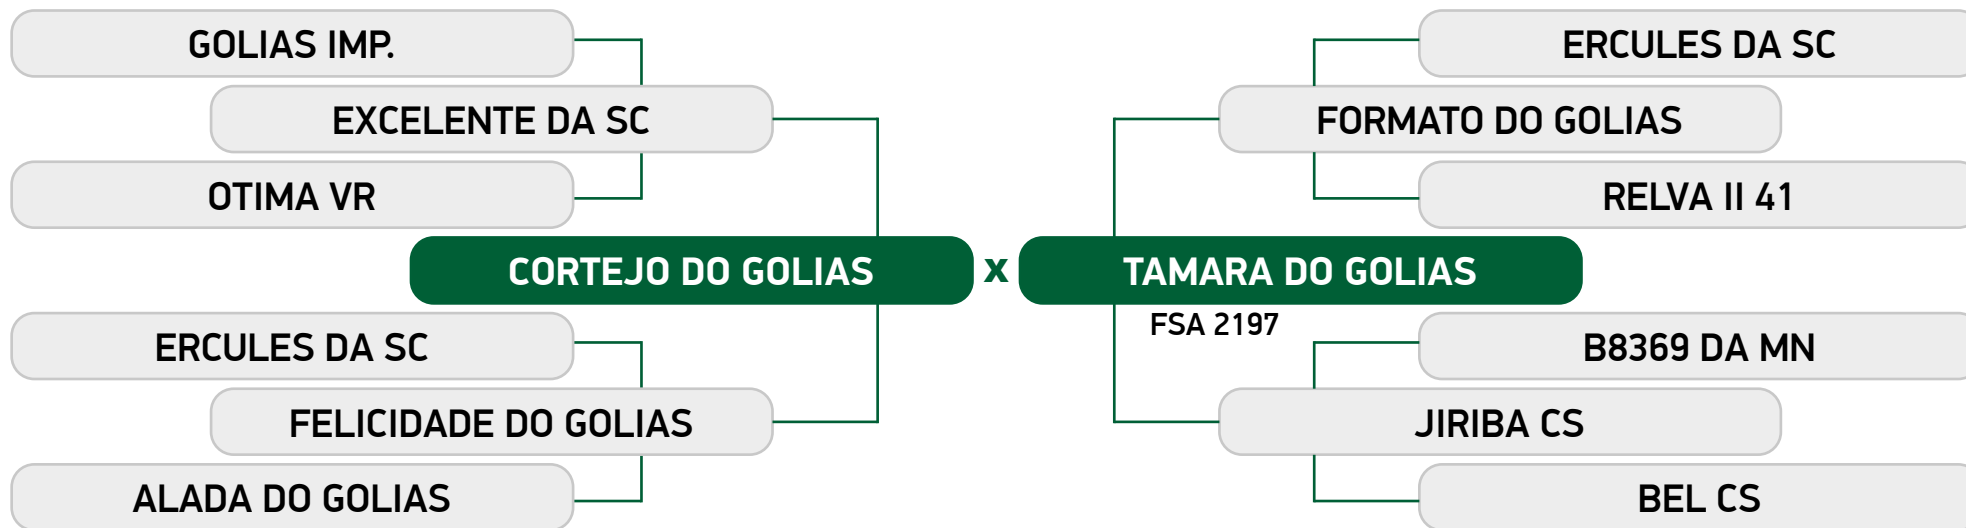 GOLIAS IMP.
EXCELENTE DA SC
OTIMA VR
CORTEJO DO GOLIAS
ERCULES DA SC
FELICIDADE DO GOLIAS
ALADA DO GOLIAS
x
ERCULES DA SC
FORMATO DO GOLIAS
RELVA II 41
TAMARA DO GOLIAS
FSA 2197
B8369 DA MN
JIRIBA CS
BEL CS